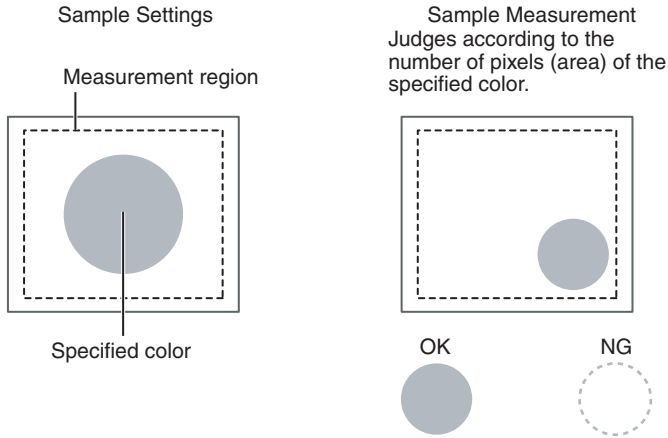 Sample Settings
Measurement region
Specified color
Sample Measurement
Judges according to the
number of pixels (area) of the
specified color.
OK
NG